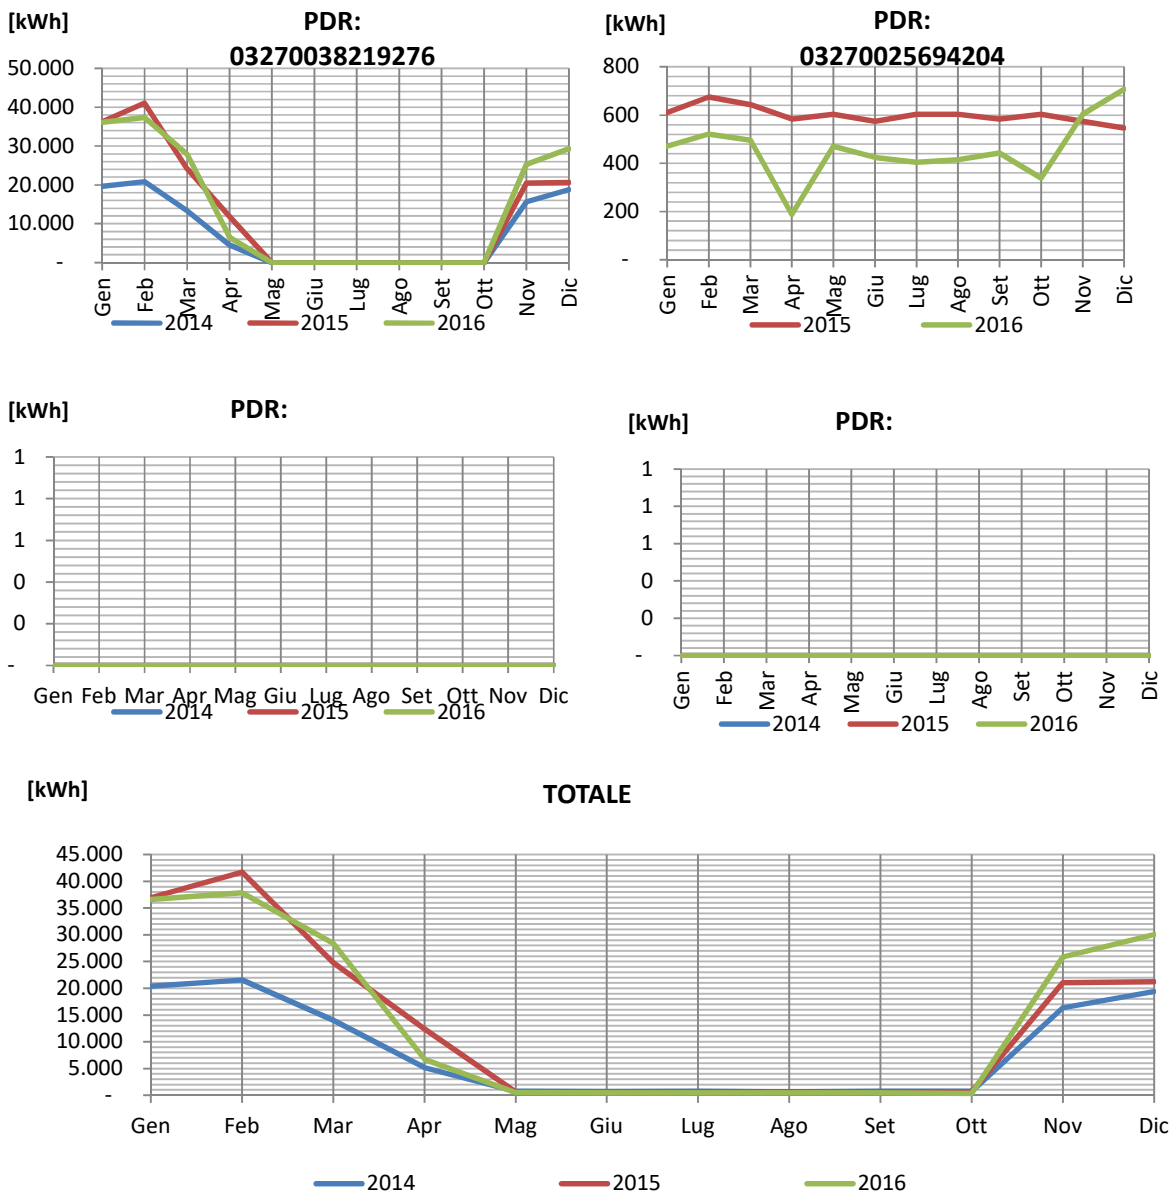 [kWh]
PDR:
03270038219276
50.000
40.000
30.000
20.000
10.000
-
Gen Feb Mar Apr Mag Giu Lug Ago Set Ott Nov Dic
2014 2015 2016
[kWh]
PDR:
03270025694204
800
600
400
200
-
Gen Feb Mar Apr Mag Giu Lug Ago Set Ott Nov Dic
2015 2016
[kWh]
PDR:
1
1
1
0
0
-
Gen Feb Mar Apr Mag Giu Lug Ago Set Ott Nov Dic
2014 2015 2016
[kWh]
PDR:
1
1
1
0
0
-
Gen Feb Mar Apr Mag Giu Lug Ago Set Ott Nov Dic
2014 2015 2016
[kWh]
TOTALE
45.000
40.000
35.000
30.000
25.000
20.000
15.000
10.000
5.000
-
Gen Feb Mar Apr Mag Giu Lug Ago Set Ott Nov Dic
2014 2015 2016